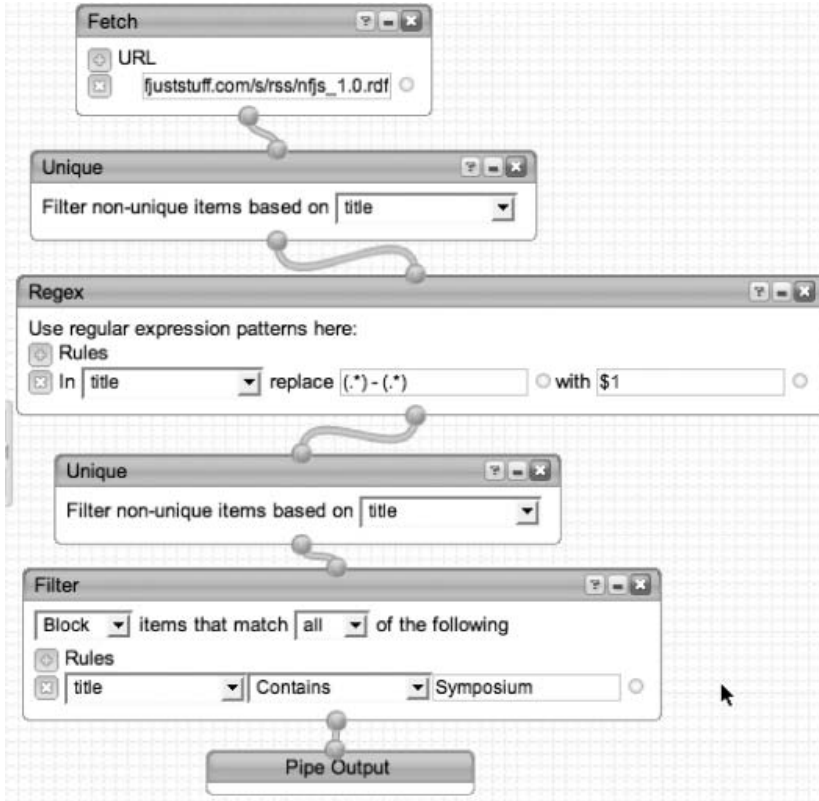 Fetch
URL
fjuststuff.com/s/rss/nfjs_1.0.rdf
Unique
Filter non-unique items based on title
Regex
Use regular expression patterns here:
Rules
In title replace (.*) - (.*) with $1
Unique
Filter non-unique items based on title
Filter
Block items that match all of the following
Rules
title Contains Symposium
Pipe Output